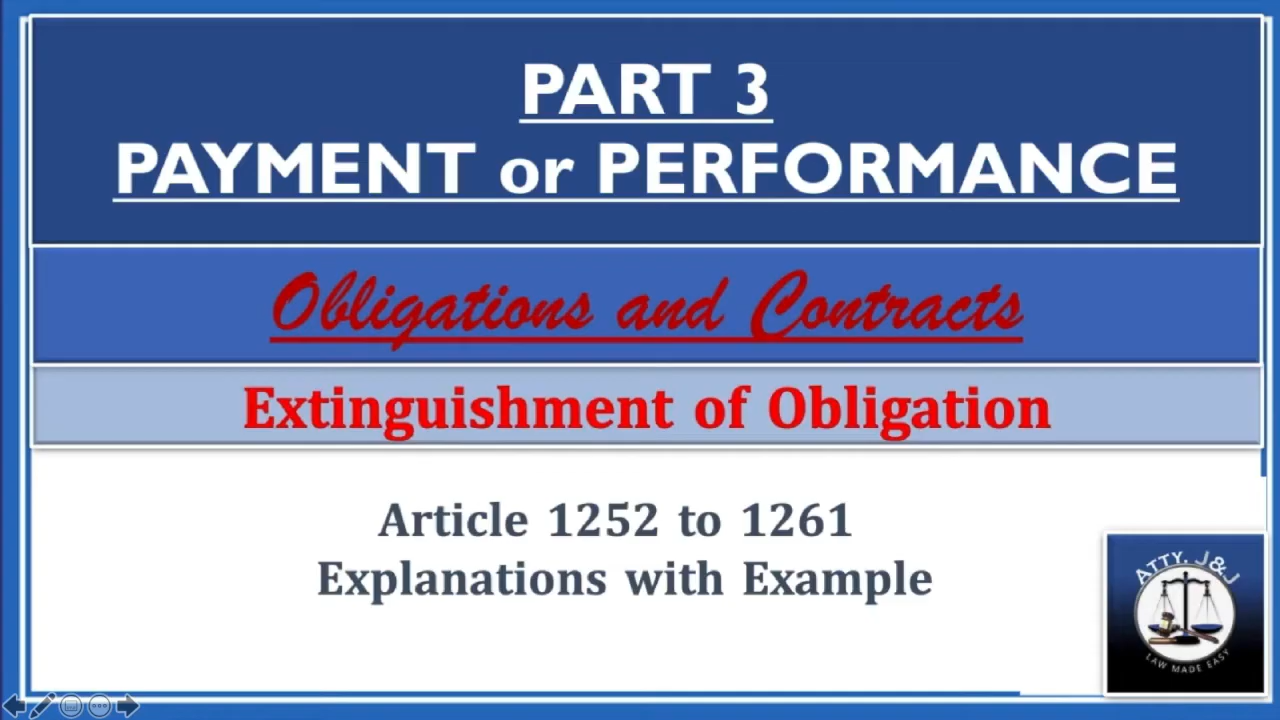 PART 3
PAYMENT or PERFORMANCE
Obligations and Contracts
Extinguishment of Obligation
Article 1252 to 1261
Explanations with Example
ATTY. J&J
LAW MADE EASY